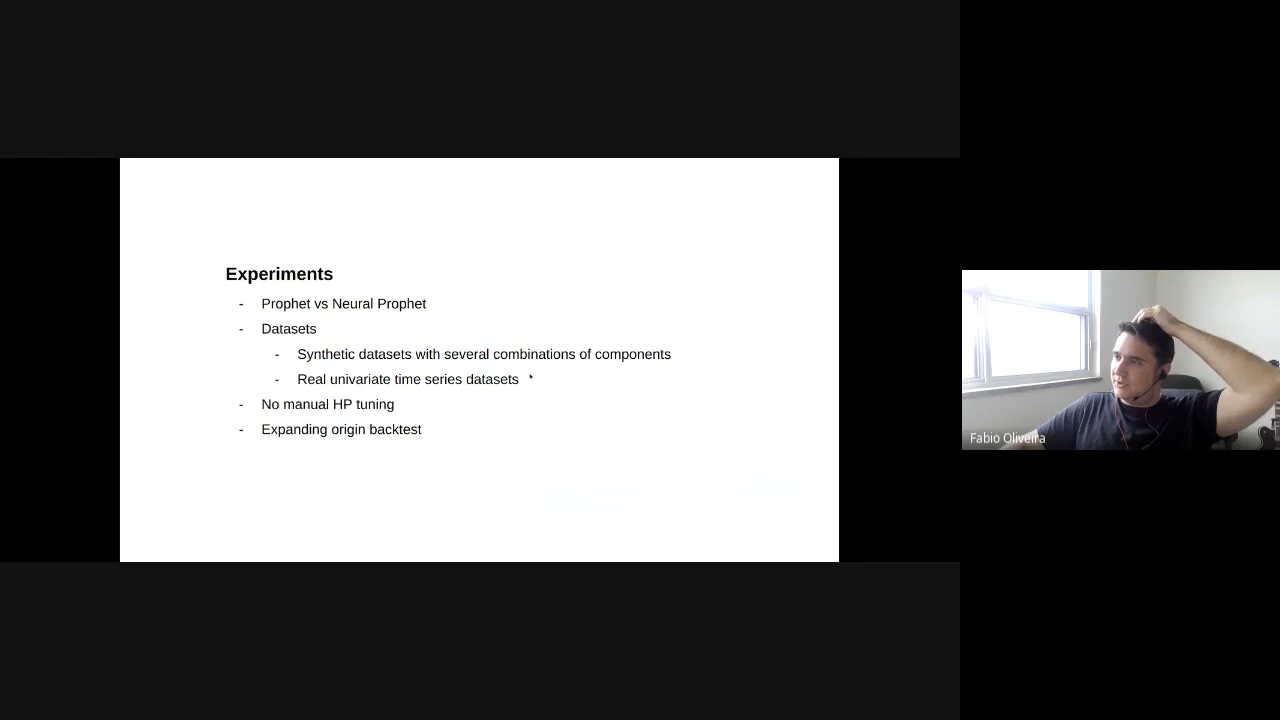 Experiments
- Prophet vs Neural Prophet
- Datasets
- Synthetic datasets with several combinations of components
- Real univariate time series datasets
- No manual HP tuning
- Expanding origin backtest
Fabio Oliveira